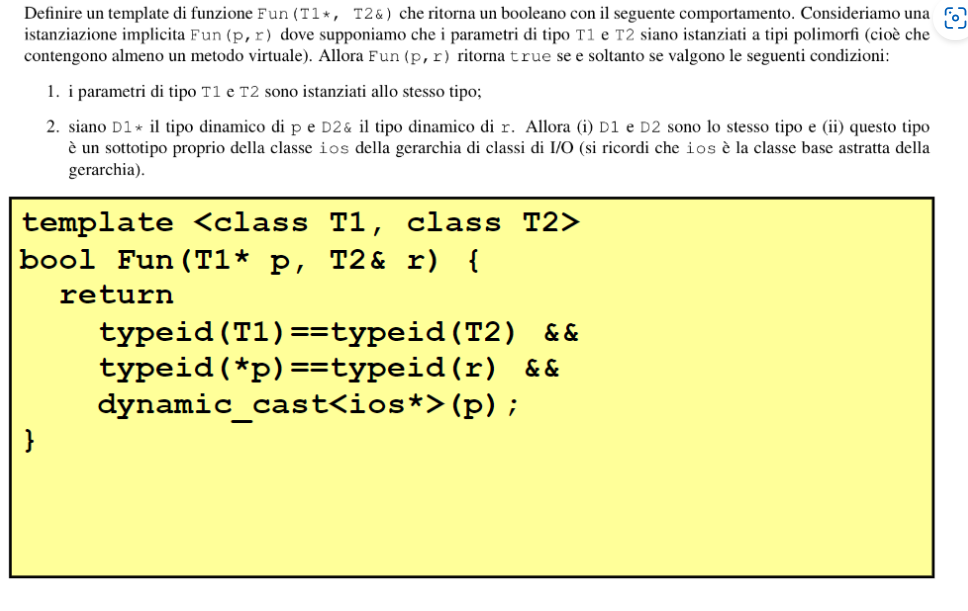 Definire un template di funzione Fun(T1*, T2&) che ritorna un booleano con il seguente comportamento. Consideriamo una
istanziazione implicita Fun(p,r) dove supponiamo che i parametri di tipo T1 e T2 siano istanziati a tipi polimorfi (cioè che
contengono almeno un metodo virtuale). Allora Fun(p,r) ritorna true se e soltanto se valgono le seguenti condizioni:
1. i parametri di tipo T1 e T2 sono istanziati allo stesso tipo;
2. siano D1* il tipo dinamico di p e D2& il tipo dinamico di r. Allora (i) D1 e D2 sono lo stesso tipo e (ii) questo tipo
è un sottotipo proprio della classe ios della gerarchia di classi di I/O (si ricordi che ios è la classe base astratta della
gerarchia).
template <class T1, class T2>
bool Fun(T1* p, T2& r) {
return
typeid(T1)==typeid(T2) &&
typeid(*p)==typeid(r) &&
dynamic_cast<ios*>(p);
}